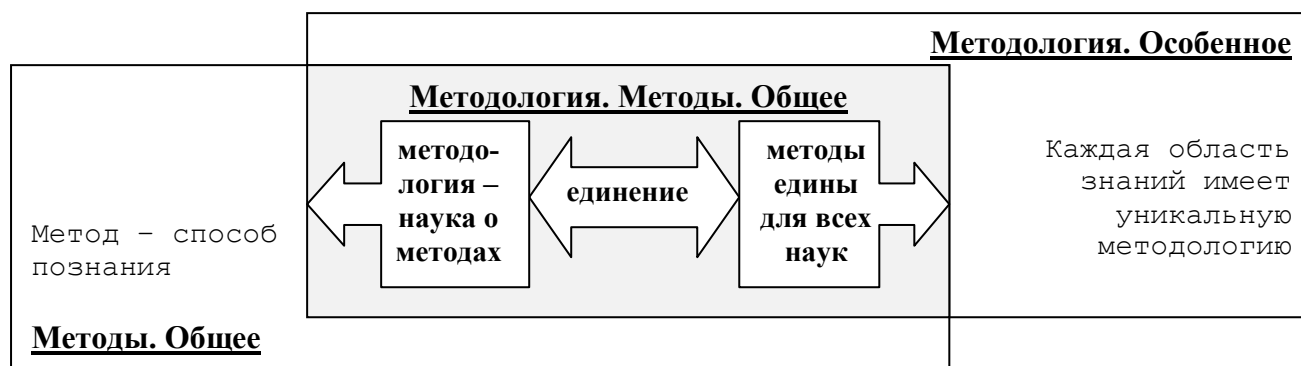 Методология. Особенное
Методология. Методы. Общее
методо-
логия –
наука о
методах
единение
методы
едины
для всех
наук
Каждая область
знаний имеет
уникальную
методологию
Метод – способ
познания
Методы. Общее